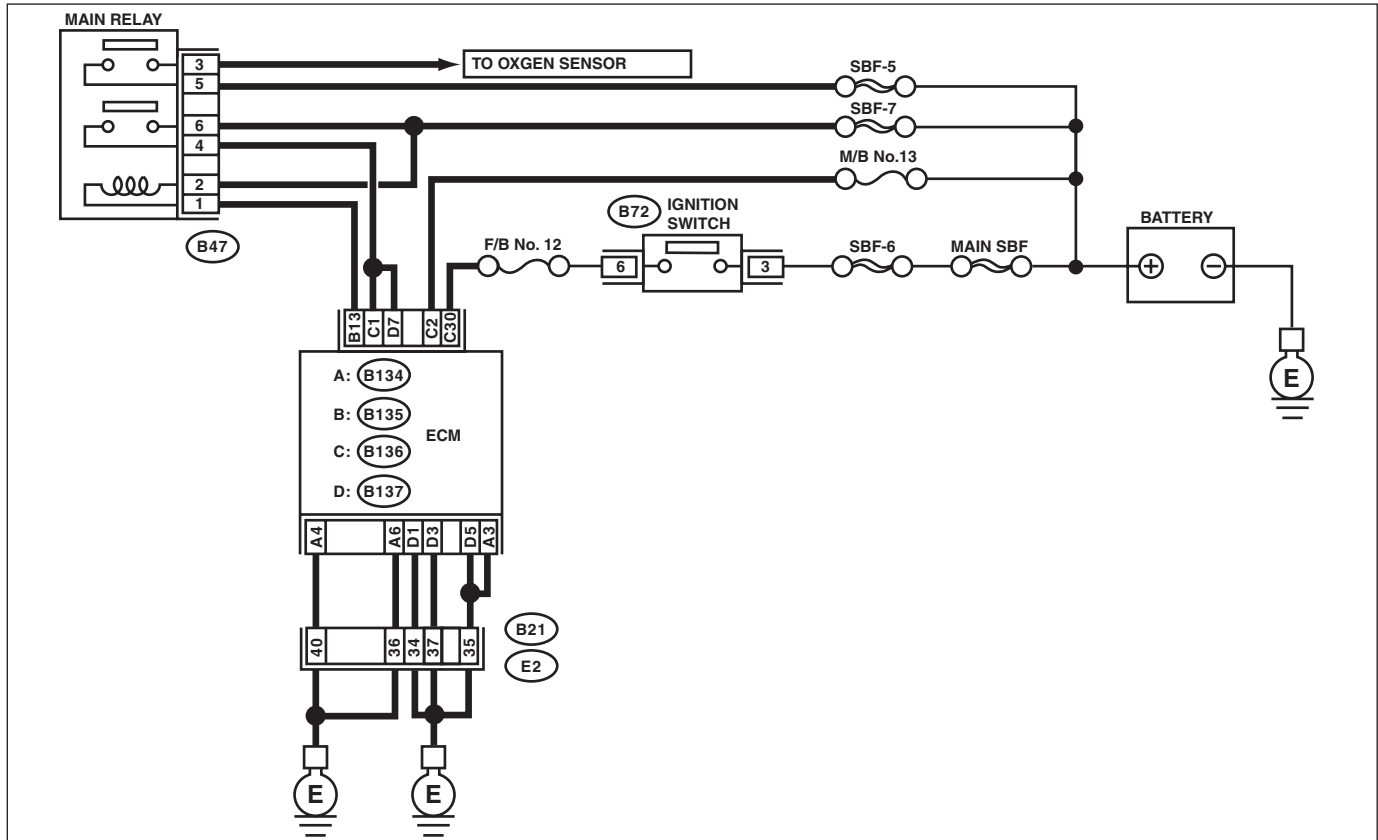 MAIN RELAY
3
TO OXGEN SENSOR
5
SBF-5
6
SBF-7
4
M/B No.13
2
1
B47
B72
IGNITION
SWITCH
BATTERY
F/B No. 12
6
3
SBF-6
MAIN SBF
+
−
E
B13
C1
D7
C2
C30
A: B134
B: B135
ECM
C: B136
D: B137
A4
A6
D1
D3
D5
A3
B21
40
36
34
37
35
E2
E
E